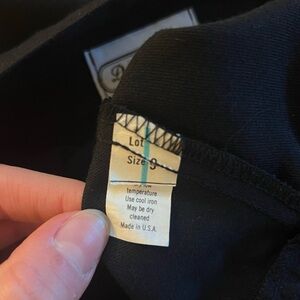 Lot
Size 9
temperature
Use cool iron
May be dry
cleaned
Made in U.S.A.